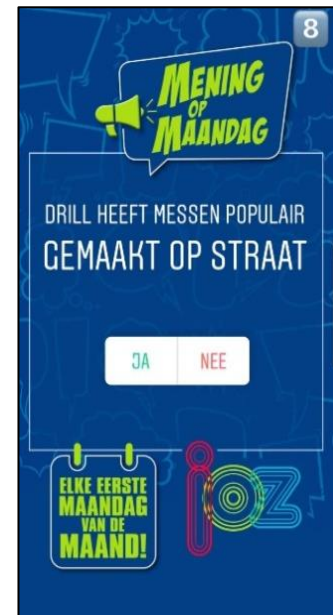 8
MENING
OP
MAANDAG
DRILL HEEFT MESSEN POPULAIR
GEMAAKT OP STRAAT
JA NEE
ELKE EERSTE
MAANDAG
VAN DE
MAAND!
joz